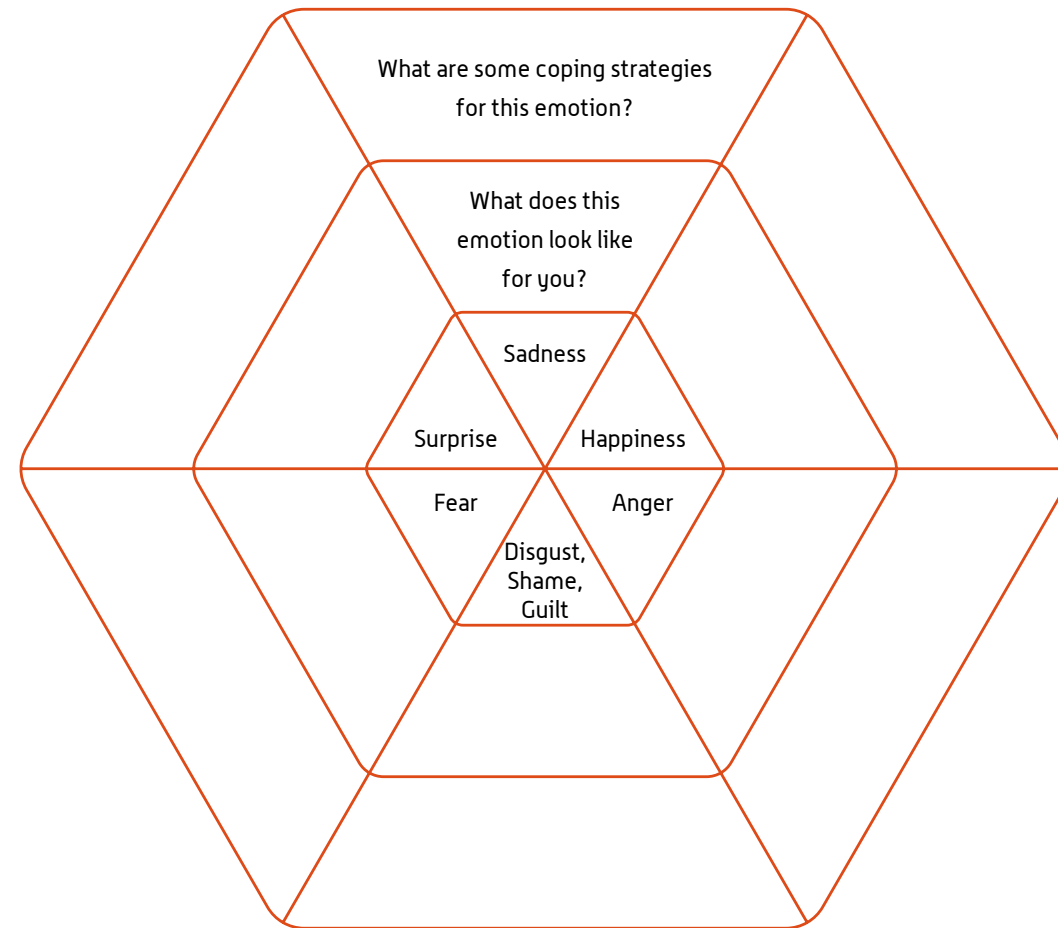 What are some coping strategies
for this emotion?
What does this
emotion look like
for you?
Sadness
Surprise
Happiness
Fear
Anger
Disgust,
Shame,
Guilt